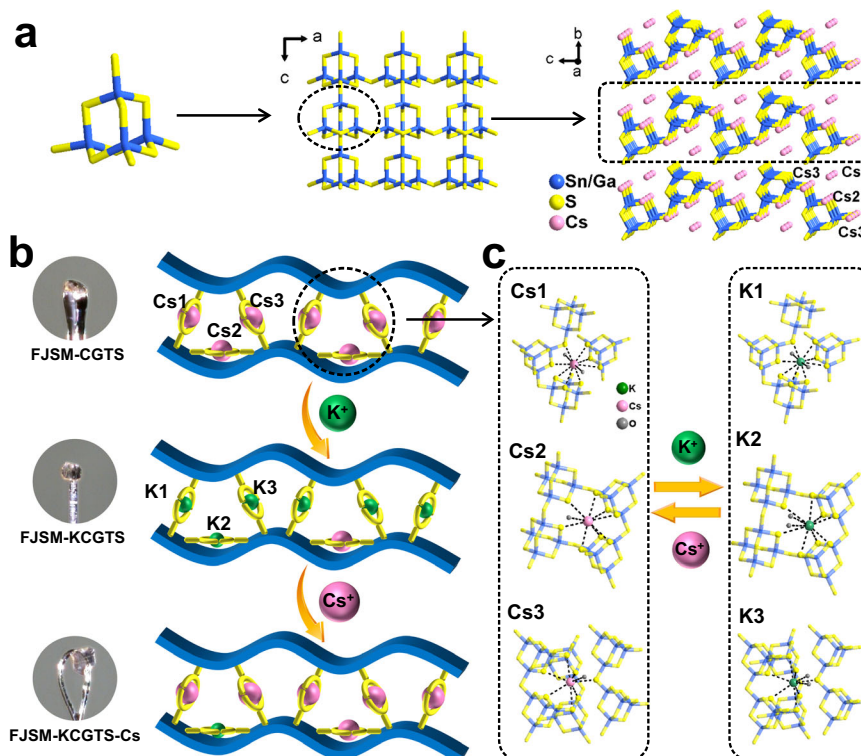 a
a
c
b
c
a
Sn/Ga
S
Cs
Cs3
Cs
Cs2
Cs3
b
FJSM-CGTS
Cs1
Cs3
Cs2
K⁺
FJSM-KCGTS
K1
K3
K2
Cs⁺
FJSM-KCGTS-Cs
c
Cs1
K
Cs
O
Cs2
Cs3
K⁺
Cs⁺
K1
K2
K3